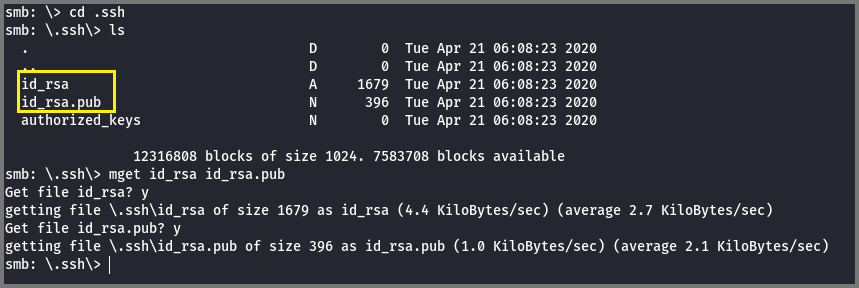 smb: \> cd .ssh
smb: \.ssh\> ls
. D 0 Tue Apr 21 06:08:23 2020
.. D 0 Tue Apr 21 06:08:23 2020
id_rsa A 1679 Tue Apr 21 06:08:23 2020
id_rsa.pub N 396 Tue Apr 21 06:08:23 2020
authorized_keys N 0 Tue Apr 21 06:08:23 2020
12316808 blocks of size 1024. 7583708 blocks available
smb: \.ssh\> mget id_rsa id_rsa.pub
Get file id_rsa? y
getting file \.ssh\id_rsa of size 1679 as id_rsa (4.4 KiloBytes/sec) (average 2.7 KiloBytes/sec)
Get file id_rsa.pub? y
getting file \.ssh\id_rsa.pub of size 396 as id_rsa.pub (1.0 KiloBytes/sec) (average 2.1 KiloBytes/sec)
smb: \.ssh\>